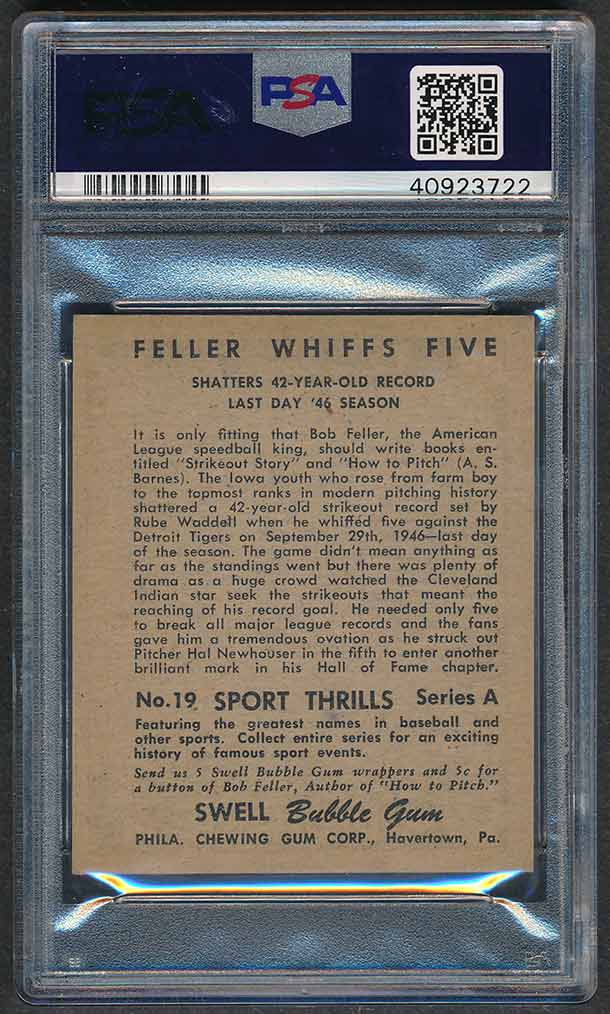 PSA
PSA
40923722
FELLER WHIFFS FIVE
SHATTERS 42-YEAR-OLD RECORD
LAST DAY '46 SEASON
It is only fitting that Bob Feller, the American
League speedball king, should write books en-
titled "Strikeout Story" and "How to Pitch" (A. S.
Barnes). The Iowa youth who rose from farm boy
to the topmost ranks in modern pitching history
shattered a 42-year-old strikeout record set by
Rube Waddell when he whiffed five against the
Detroit Tigers on September 29th, 1946—last day
of the season. The game didn't mean anything as
far as the standings went but there was plenty of
drama as a huge crowd watched the Cleveland
Indian star seek the strikeouts that meant the
reaching of his record goal. He needed only five
to break all major league records and the fans
gave him a tremendous ovation as he struck out
Pitcher Hal Newhouser in the fifth to enter another
brilliant mark in his Hall of Fame chapter.
No. 19 SPORT THRILLS Series A
Featuring the greatest names in baseball and
other sports. Collect entire series for an exciting
history of famous sport events.
Send us 5 Swell Bubble Gum wrappers and 5c for
a button of Bob Feller, Author of "How to Pitch."
SWELL Bubble Gum
PHILA. CHEWING GUM CORP., Havertown, Pa.